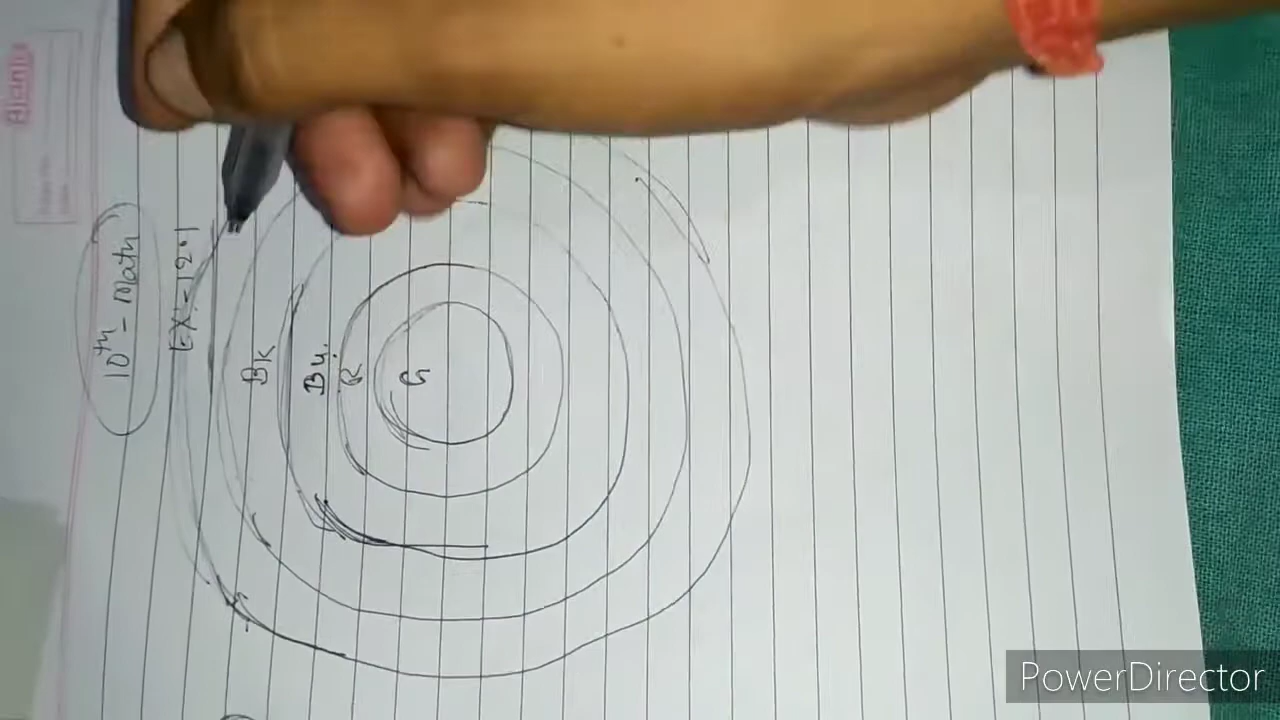 10th - Math
EX:- 12.1
BK
Bu.
R
G
PowerDirector